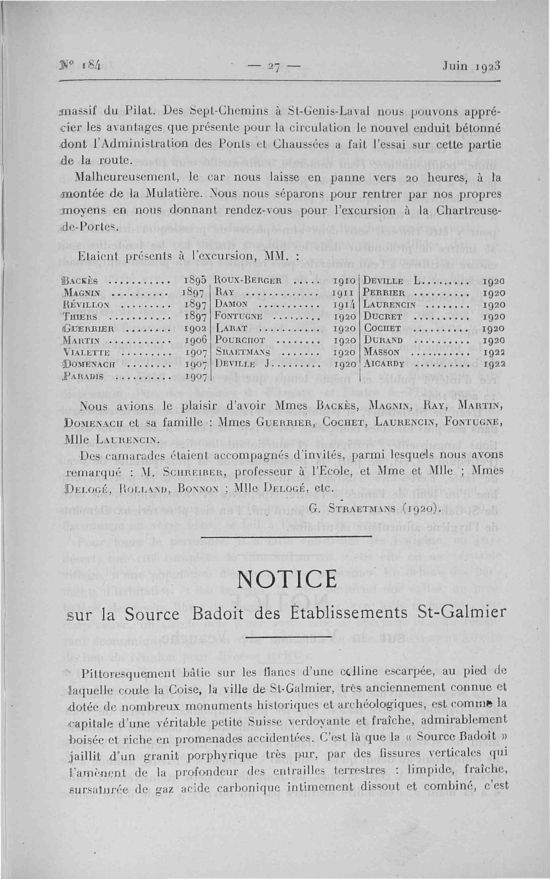 N° 184 — 27 — Juin 1923
massif du Pilat. Des Sept-Chemins à St-Genis-Laval nous pouvons appré-
cier les avantages que présente pour la circulation le nouvel enduit bétonné
dont l'Administration des Ponts et Chaussées a fait l'essai sur cette partie
de la route.
Malheureusement, le car nous laisse en panne vers 20 heures, à la
montée de la Mulatière. Nous nous séparons pour rentrer par nos propres
moyens en nous donnant rendez-vous pour l'excursion à la Chartreuse-
de-Portes.
Etaient présents à l'excursion, MM. :
BACKÈS ........... 1895 ROUX-BERGER ..... 1910 DEVILLE L......... 1920
MAGNIN .......... 1897 RAY ............. 1911 PERRIER .......... 1920
RÉVILLON ......... 1897 DAMON ........... 1914 LAURENCIN ........ 1920
THIERS ........... 1897 FONTUGNE ......... 1920 DUCRET ........... 1920
GUERRIER ........ 1902 LARAT ........... 1920 COCHET .......... 1920
MARTIN ........... 1906 POURCHOT ......... 1920 DURAND .......... 1920
VIALETTE ......... 1907 STRAETMANS ....... 1920 MASSON ........... 1922
DOMENACH ........ 1907 DEVILLE J......... 1920 AICARDY .......... 1922
PARADIS .......... 1907
Nous avions le plaisir d'avoir Mmes BACKÈS, MAGNIN, RAY, MARTIN,
DOMENACH et sa famille : Mmes GUERRIER, COCHET, LAURENCIN, FONTUGNE,
Mlle LAURENCIN.
Des camarades étaient accompagnés d'invités, parmi lesquels nous avons
remarqué : M. SCHREIBER, professeur à l'Ecole, et Mme et Mlle ; Mmes
DELOGÉ, ROLLAND, BONNON ; Mlle DELOGÉ, etc.
G. STRAETMANS (1920).
NOTICE
sur la Source Badoit des Établissements St-Galmier
Pittoresquement bâtie sur les flancs d'une colline escarpée, au pied de
laquelle coule la Coise, la ville de St-Galmier, très anciennement connue et
dotée de nombreux monuments historiques et archéologiques, est comme la
capitale d'une véritable petite Suisse verdoyante et fraîche, admirablement
boisée et riche en promenades accidentées. C'est là que la « Source Badoit »
jaillit d'un granit porphyrique très pur, par des fissures verticales qui
l'amènent de la profondeur des entrailles terrestres : limpide, fraîche,
sursaturée de gaz acide carbonique intimement dissout et combiné, c'est